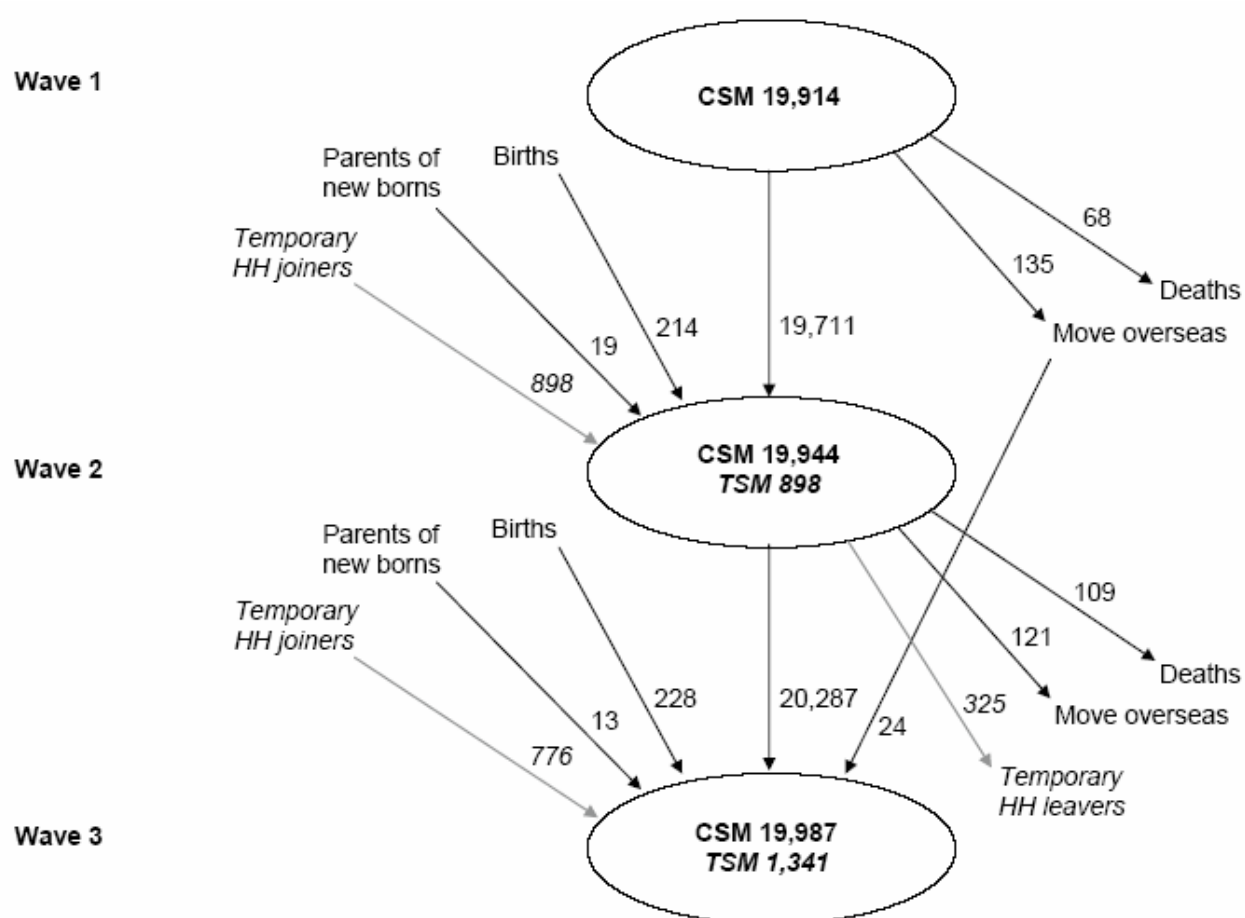 Wave 1
CSM 19,914
Parents of
new borns
Births
Temporary
HH joiners
68
135
Deaths
Move overseas
214
19,711
19
898
Wave 2
CSM 19,944
TSM 898
Parents of
new borns
Births
Temporary
HH joiners
109
121
Deaths
Move overseas
228
20,287
325
24
13
776
Temporary
HH leavers
Wave 3
CSM 19,987
TSM 1,341